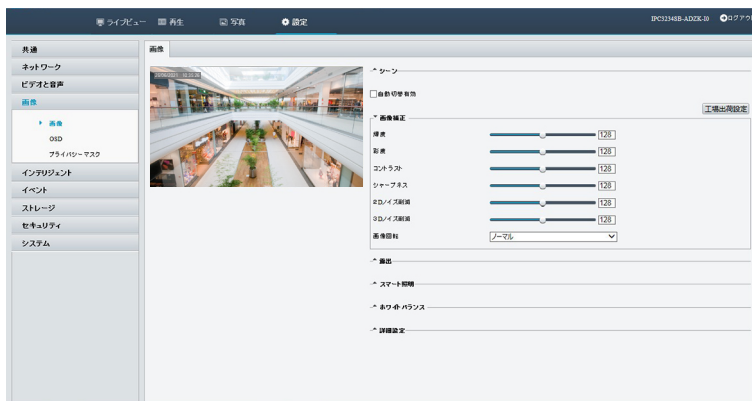 ライブビュー 再生 写真 設定 IPC3234SB-ADZK-I0 ログアウ
共通
ネットワーク
ビデオと音声
画像
画像
OSD
プライバシーマスク
インテリジェント
イベント
ストレージ
セキュリティ
システム
画像
シーン
自動切替有効
工場出荷設定
画像補正
輝度 128
彩度 128
コントラスト 128
シャープネス 128
2Dノイズ削減 128
3Dノイズ削減 128
画像回転 ノーマル
露出
スマート照明
ホワイトバランス
詳細設定